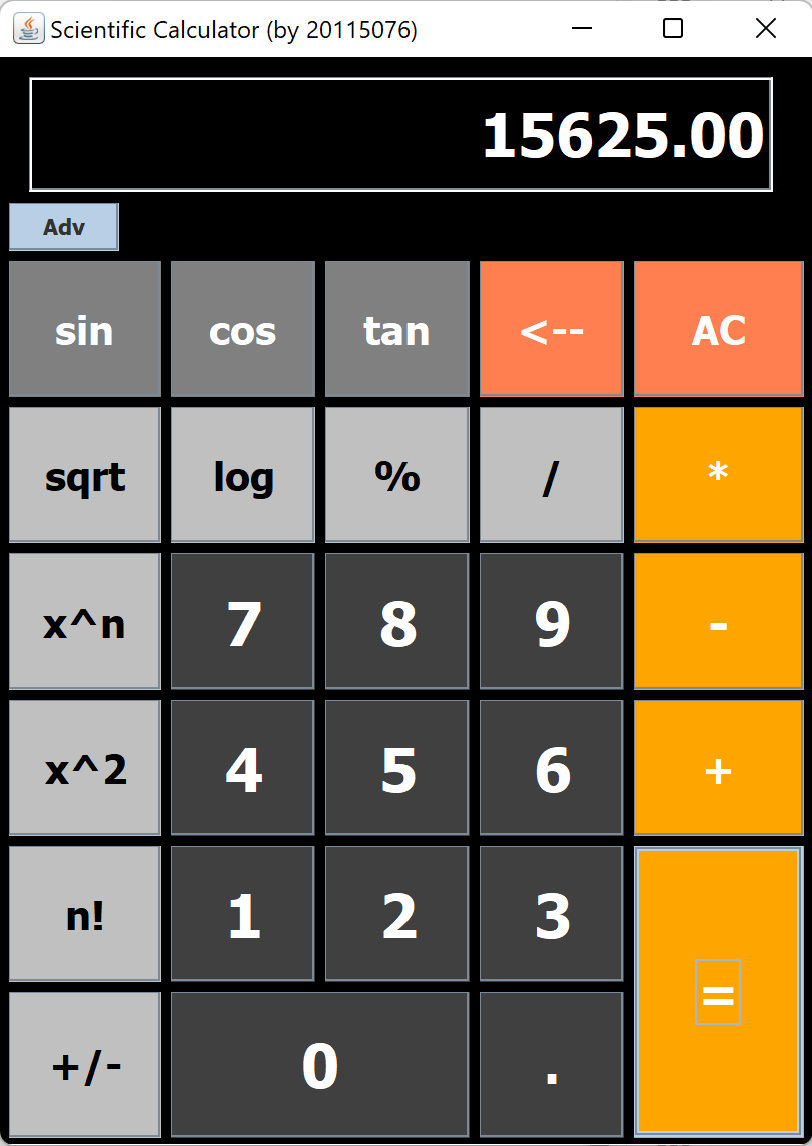 Scientific Calculator (by 20115076)
15625.00
Adv
sin cos tan <-- AC
sqrt log % / *
x^n 7 8 9 -
x^2 4 5 6 +
n! 1 2 3
=
+/- 0 .